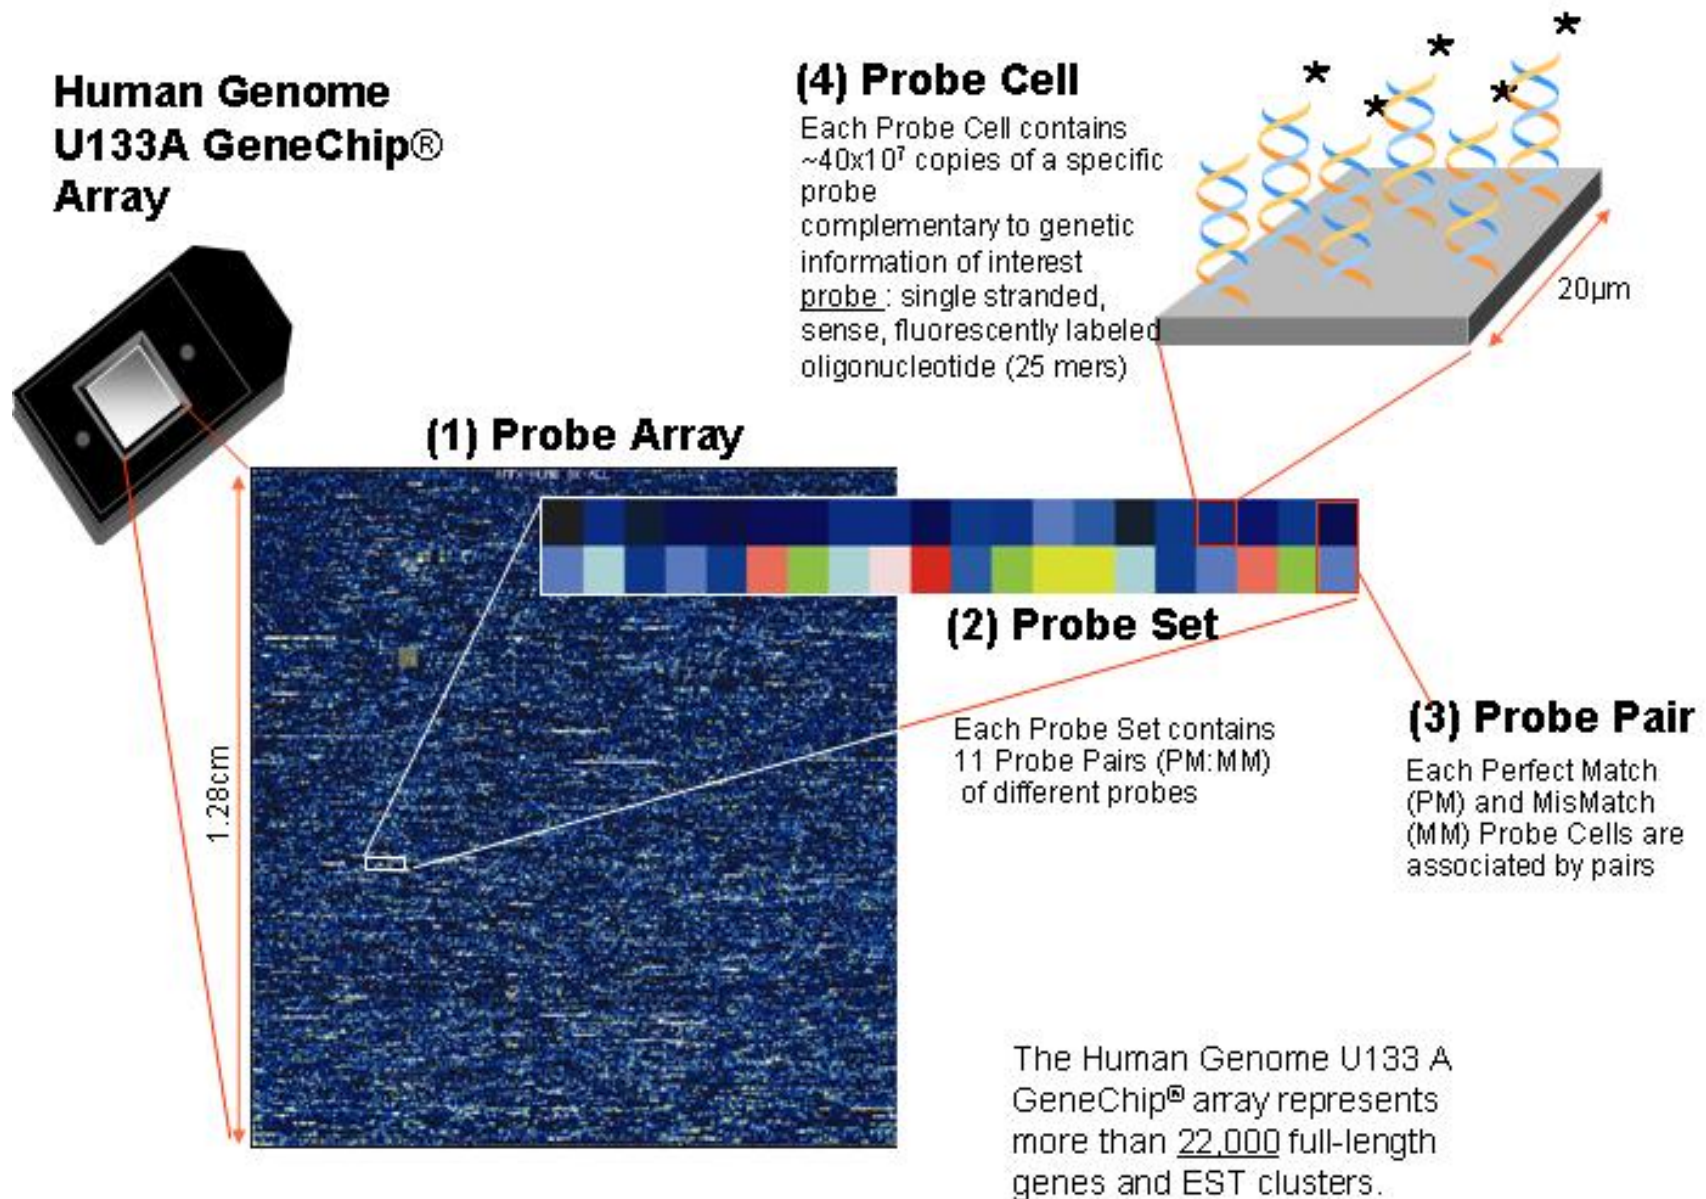 Human Genome
U133A GeneChip®
Array
(4) Probe Cell
Each Probe Cell contains
~40x10⁷ copies of a specific
probe
complementary to genetic
information of interest
probe : single stranded,
sense, fluorescently labeled
oligonucleotide (25 mers)
* * * * *
20µm
(1) Probe Array
(2) Probe Set
Each Probe Set contains
11 Probe Pairs (PM:MM)
of different probes
(3) Probe Pair
Each Perfect Match
(PM) and MisMatch
(MM) Probe Cells are
associated by pairs
1.28cm
The Human Genome U133 A
GeneChip® array represents
more than 22,000 full-length
genes and EST clusters.